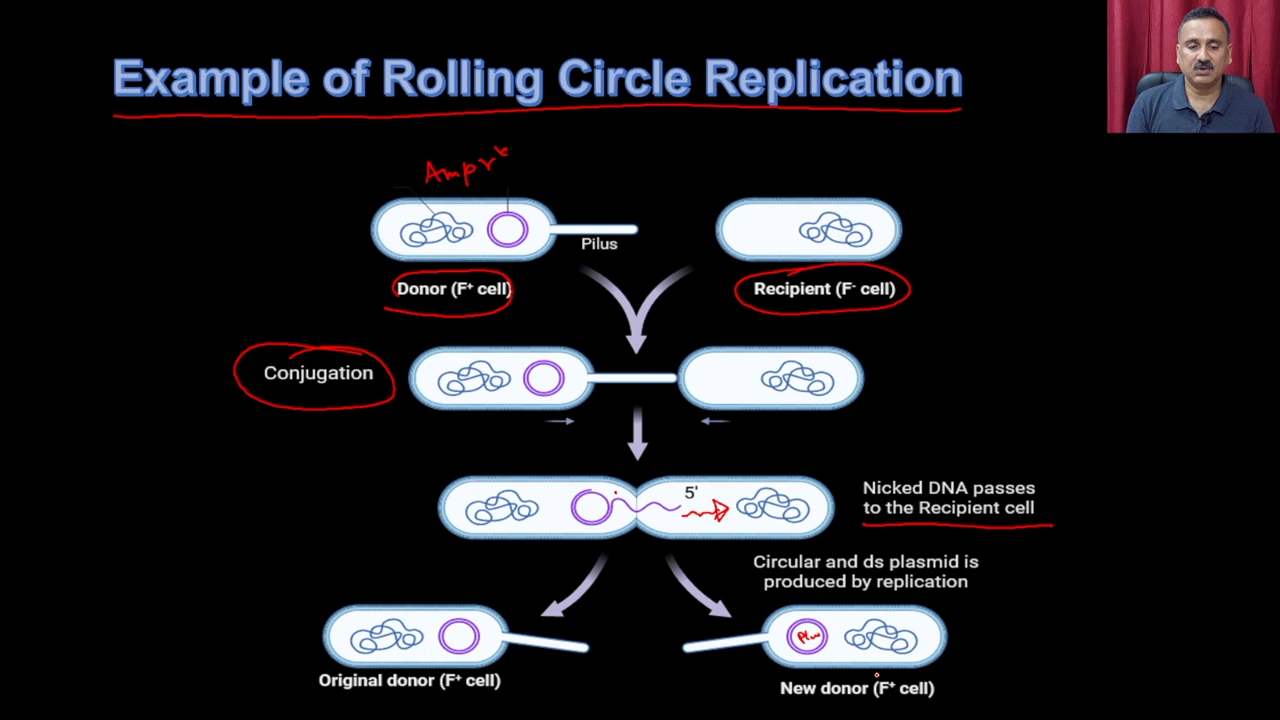 Example of Rolling Circle Replication
Ampr
Pilus
Donor (F⁺ cell)
Recipient (F⁻ cell)
Conjugation
5'
Nicked DNA passes
to the Recipient cell
Circular and ds plasmid is
produced by replication
Original donor (F⁺ cell)
New donor (F⁺ cell)